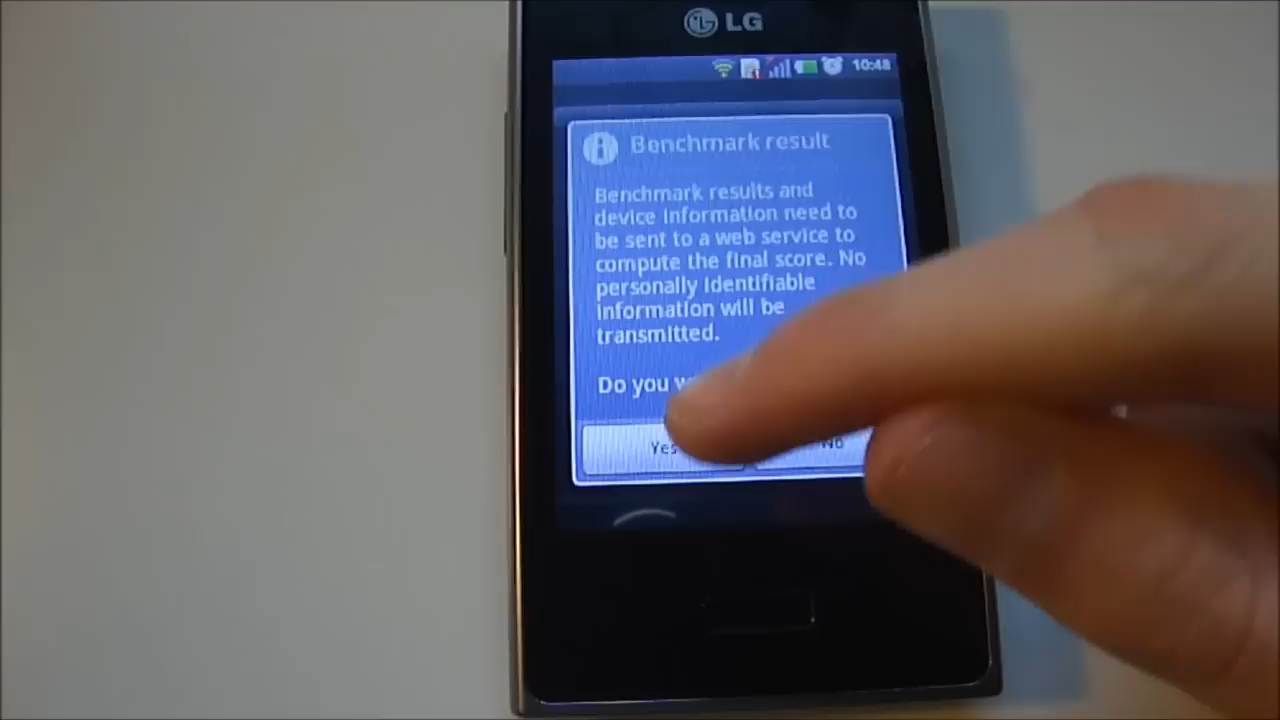 LG
10:48
Benchmark result
Benchmark results and
device information need to
be sent to a web service to
compute the final score. No
personally identifiable
information will be
transmitted.
Do you
Yes
No